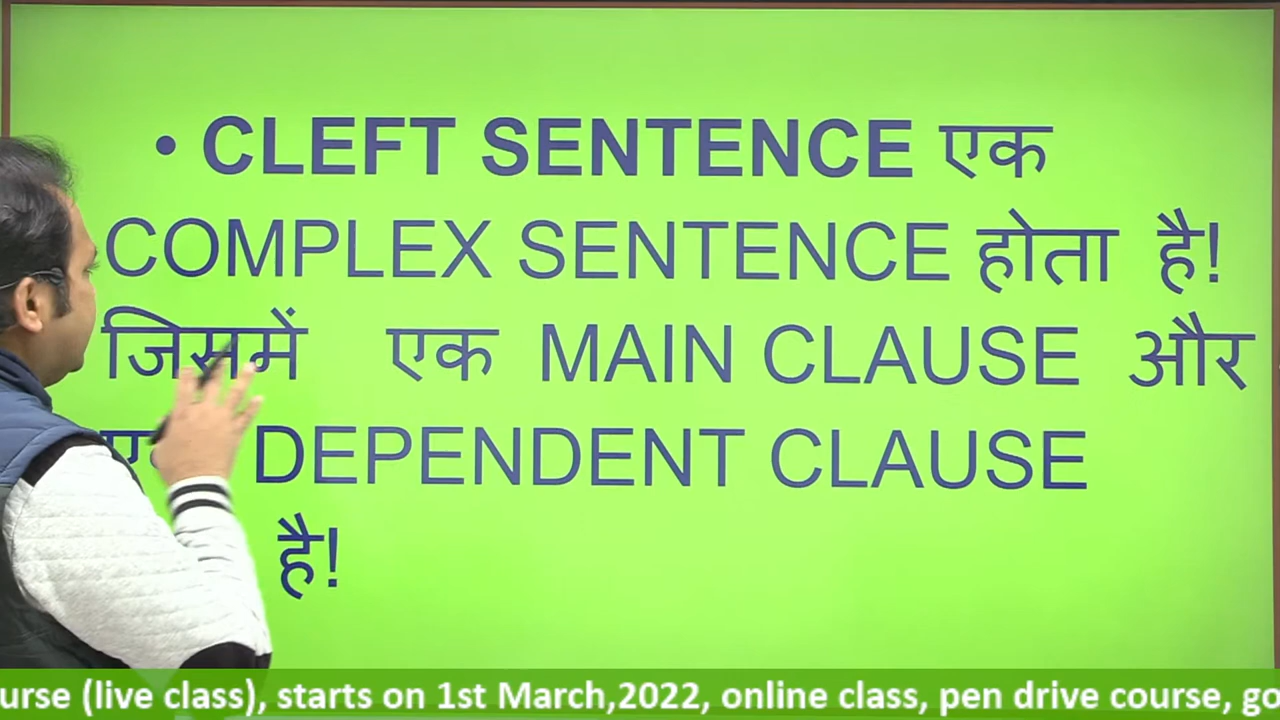 • CLEFT SENTENCE एक
COMPLEX SENTENCE होता है!
जिसमें एक MAIN CLAUSE और
DEPENDENT CLAUSE
है!
urse (live class), starts on 1st March,2022, online class, pen drive course, go